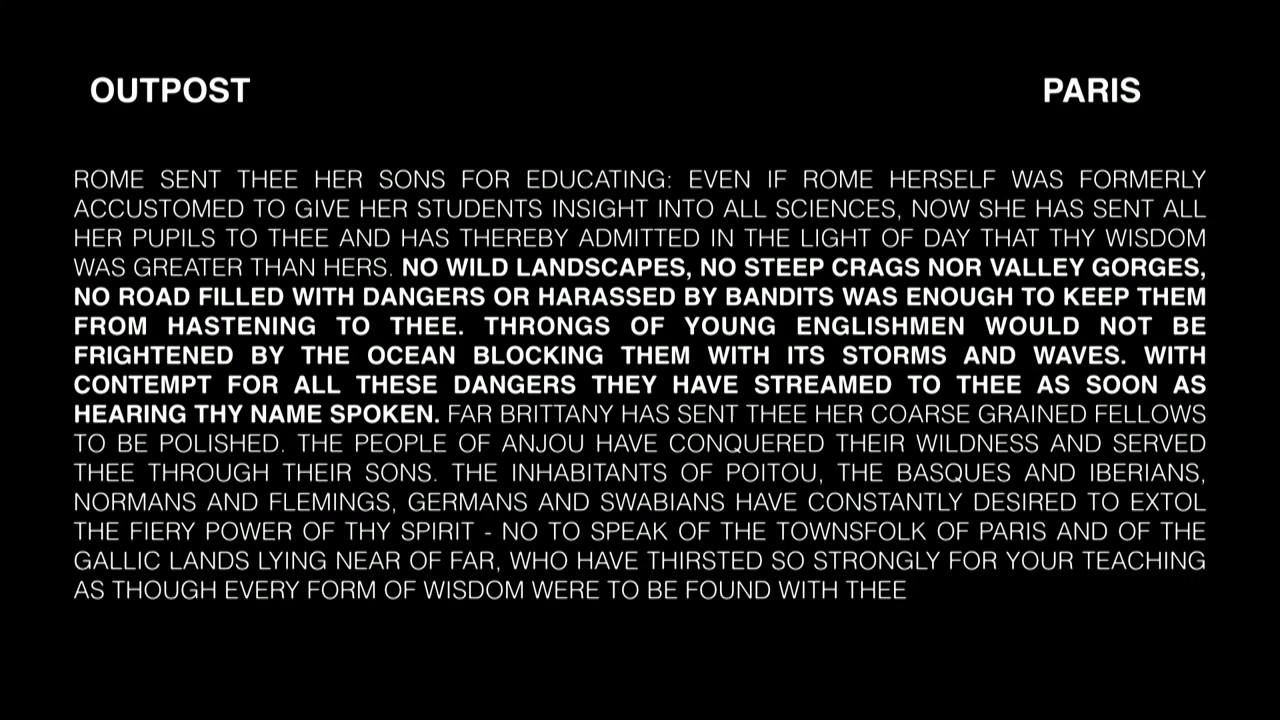 OUTPOST PARIS
ROME SENT THEE HER SONS FOR EDUCATING: EVEN IF ROME HERSELF WAS FORMERLY
ACCUSTOMED TO GIVE HER STUDENTS INSIGHT INTO ALL SCIENCES, NOW SHE HAS SENT ALL
HER PUPILS TO THEE AND HAS THEREBY ADMITTED IN THE LIGHT OF DAY THAT THY WISDOM
WAS GREATER THAN HERS. NO WILD LANDSCAPES, NO STEEP CRAGS NOR VALLEY GORGES,
NO ROAD FILLED WITH DANGERS OR HARASSED BY BANDITS WAS ENOUGH TO KEEP THEM
FROM HASTENING TO THEE. THRONGS OF YOUNG ENGLISHMEN WOULD NOT BE
FRIGHTENED BY THE OCEAN BLOCKING THEM WITH ITS STORMS AND WAVES. WITH
CONTEMPT FOR ALL THESE DANGERS THEY HAVE STREAMED TO THEE AS SOON AS
HEARING THY NAME SPOKEN. FAR BRITTANY HAS SENT THEE HER COARSE GRAINED FELLOWS
TO BE POLISHED. THE PEOPLE OF ANJOU HAVE CONQUERED THEIR WILDNESS AND SERVED
THEE THROUGH THEIR SONS. THE INHABITANTS OF POITOU, THE BASQUES AND IBERIANS,
NORMANS AND FLEMINGS, GERMANS AND SWABIANS HAVE CONSTANTLY DESIRED TO EXTOL
THE FIERY POWER OF THY SPIRIT - NO TO SPEAK OF THE TOWNSFOLK OF PARIS AND OF THE
GALLIC LANDS LYING NEAR OF FAR, WHO HAVE THIRSTED SO STRONGLY FOR YOUR TEACHING
AS THOUGH EVERY FORM OF WISDOM WERE TO BE FOUND WITH THEE